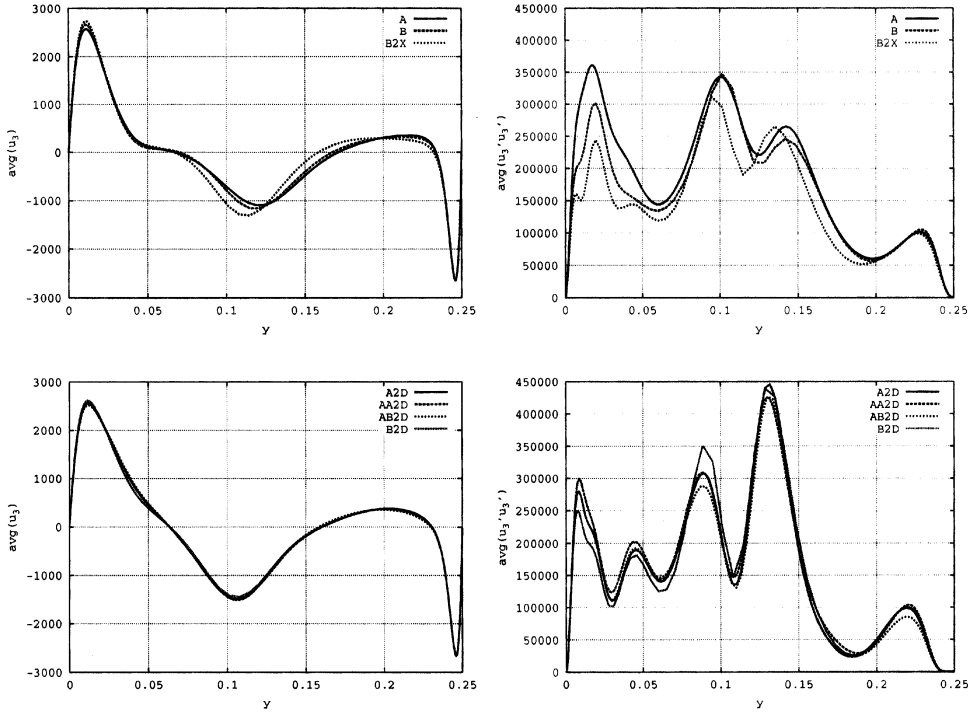 3000
2000
1000
0
-1000
-2000
-3000
0
0.05
0.1
0.15
0.2
0.25
avg(u3)
y
A
B
B2X
450000
400000
350000
300000
250000
200000
150000
100000
50000
0
0
0.05
0.1
0.15
0.2
0.25
avg(u3'u3')
y
A
B
B2X
3000
2000
1000
0
-1000
-2000
-3000
0
0.05
0.1
0.15
0.2
0.25
avg(u3)
y
A2D
AA2D
AB2D
B2D
450000
400000
350000
300000
250000
200000
150000
100000
50000
0
0
0.05
0.1
0.15
0.2
0.25
avg(u3'u3')
y
A2D
AA2D
AB2D
B2D